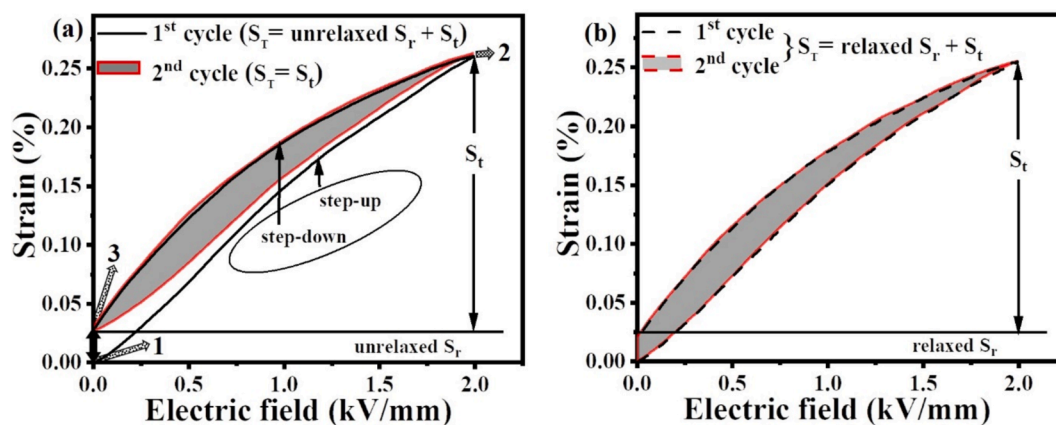 (a)
1st cycle (ST= unrelaxed Sr + St)
2nd cycle (ST= St)
2
0.25
0.20
0.15
0.10
0.05
0.00
Strain (%)
St
step-up
step-down
3
1
unrelaxed Sr
0.0 0.5 1.0 1.5 2.0
Electric field (kV/mm)
(b)
1st cycle
2nd cycle
} ST= relaxed Sr + St
0.25
0.20
0.15
0.10
0.05
0.00
Strain (%)
St
relaxed Sr
0.0 0.5 1.0 1.5 2.0
Electric field (kV/mm)